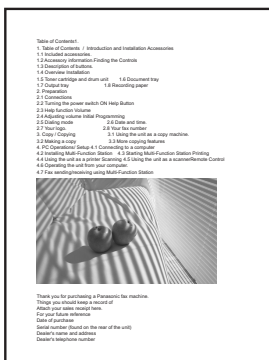 Table of Contents1.
1. Table of Contents / Introduction and Installation Accessories
1.1 Included accessories.
1.2 Accessory information.Finding the Controls
1.3 Description of buttons.
1.4 Overview Installation
1.5 Toner cartridge and drum unit 1.6 Document tray
1.7 Output tray 1.8 Recording paper
2. Preparation
2.1 Connections
2.2 Turning the power switch ON Help Button
2.3 Help function Volume
2.4 Adjusting volume Initial Programming
2.5 Dialing mode 2.6 Date and time.
2.7 Your logo. 2.8 Your fax number
3. Copy / Copying 3.1 Using the unit as a copy machine.
3.2 Making a copy 3.3 More copying features
4. PC Operations/ Setup 4.1 Connecting to a computer
4.2 Installing Multi-Function Station 4.3 Starting Multi-Function Station Printing
4.4 Using the unit as a printer Scanning 4.5 Using the unit as a scannerRemote Control
4.6 Operating the unit from your computer.
4.7 Fax sending/receiving using Multi-Function Station
Thank you for purchasing a Panasonic fax machine.
Things you should keep a record of
Attach your sales receipt here.
For your future reference
Date of purchase
Serial number (found on the rear of the unit)
Dealer's name and address
Dealer's telephone number